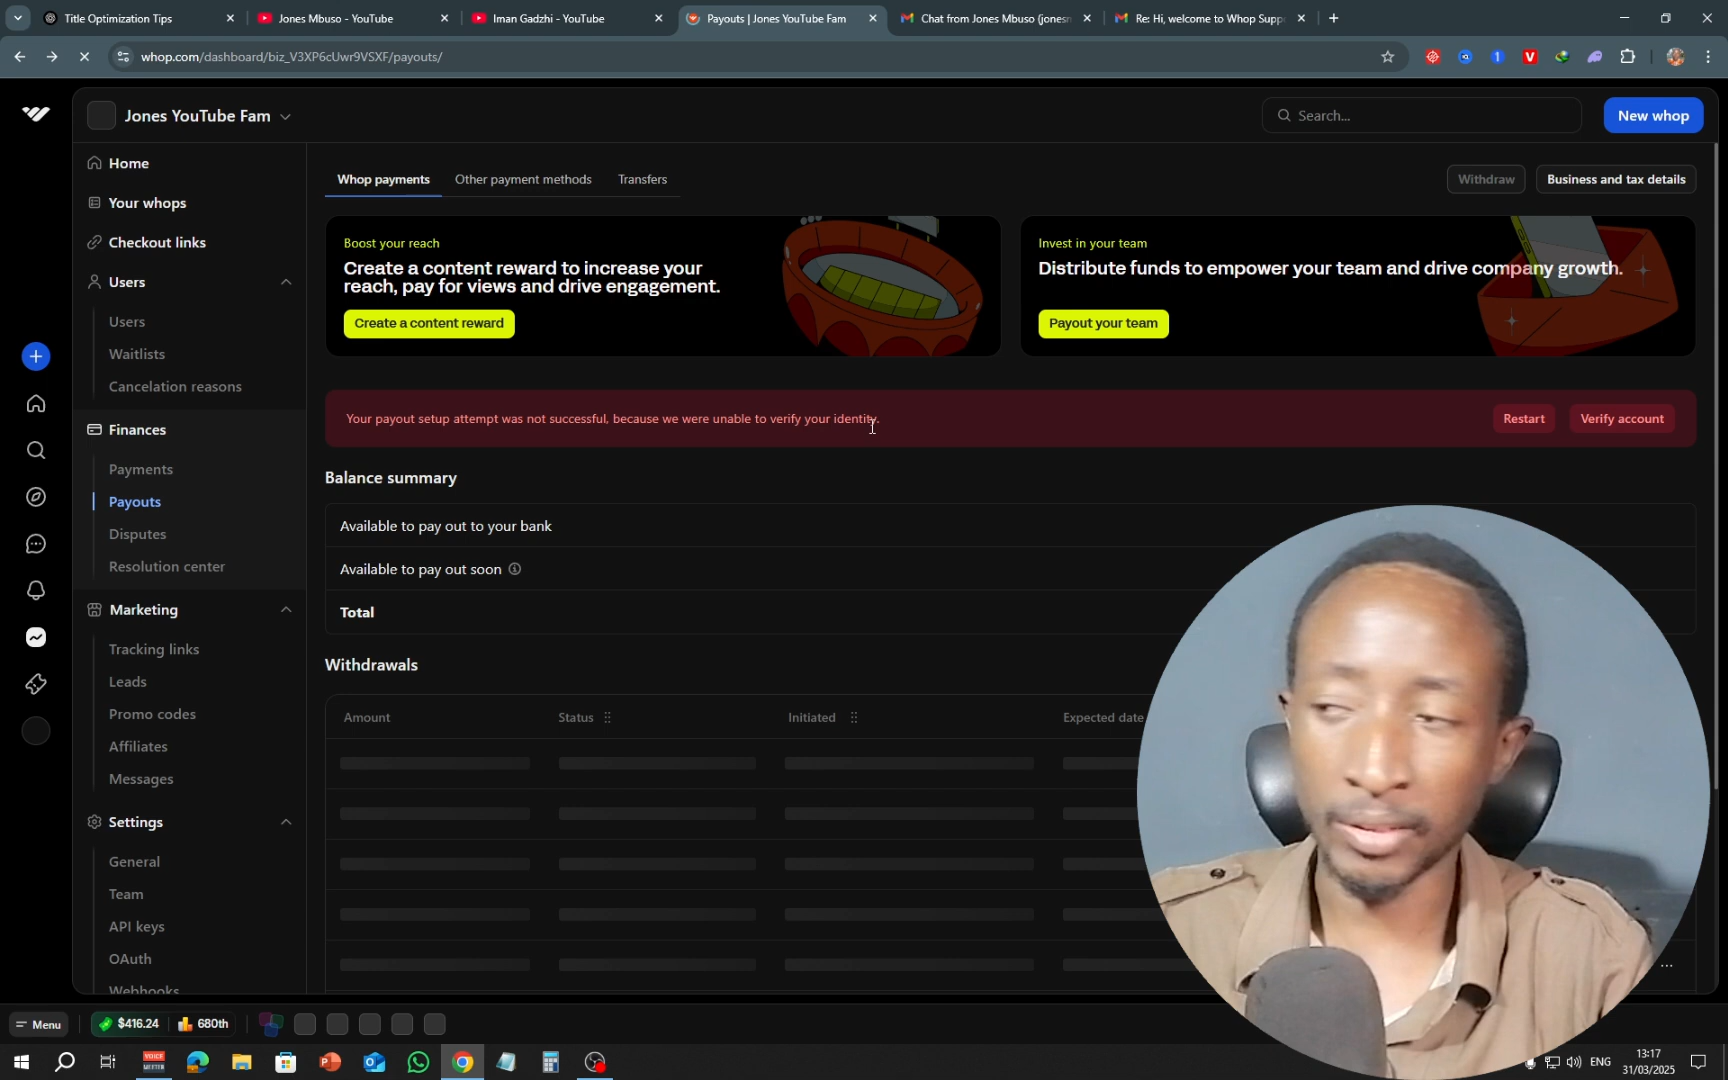 Title Optimization Tips
Jones Mbuso - YouTube
Iman Gadzhi - YouTube
Payouts | Jones YouTube Fam
Chat from Jones Mbuso (jonesm
Re: Hi, welcome to Whop Supp
whop.com/dashboard/biz_V3XP6cUwr9VSXF/payouts/
Jones YouTube Fam
Search...
New whop
Home
Your whops
Checkout links
Users
Users
Waitlists
Cancelation reasons
Finances
Payments
Payouts
Disputes
Resolution center
Marketing
Tracking links
Leads
Promo codes
Affiliates
Messages
Settings
General
Team
API keys
OAuth
Webhooks
Whop payments
Other payment methods
Transfers
Withdraw
Business and tax details
Boost your reach
Create a content reward to increase your
reach, pay for views and drive engagement.
Create a content reward
Invest in your team
Distribute funds to empower your team and drive company growth.
Payout your team
Your payout setup attempt was not successful, because we were unable to verify your identity.
Restart
Verify account
Balance summary
Available to pay out to your bank
Available to pay out soon
Total
Withdrawals
Amount
Status
Initiated
Expected date
Menu
$416.24
680th
VOICE
MEETER
ENG
13:17
31/03/2025